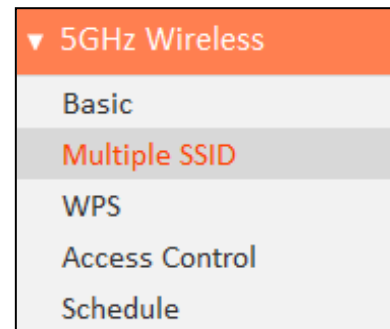 5GHz Wireless
Basic
Multiple SSID
WPS
Access Control
Schedule